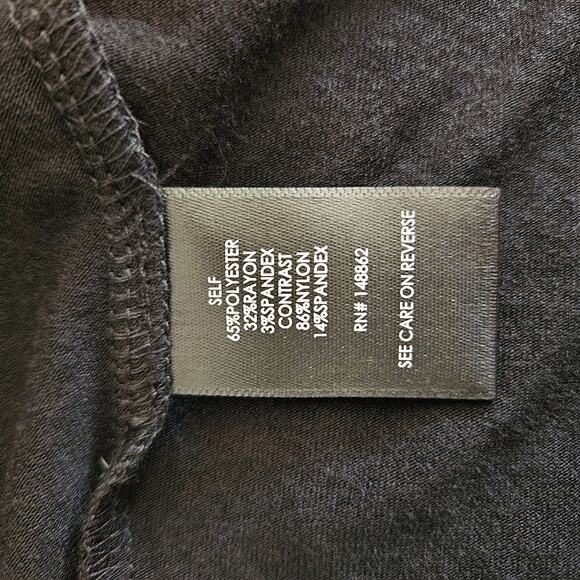 SELF
65%POLYESTER
32%RAYON
3%SPANDEX
CONTRAST
86%NYLON
14%SPANDEX
RN# 148862
SEE CARE ON REVERSE